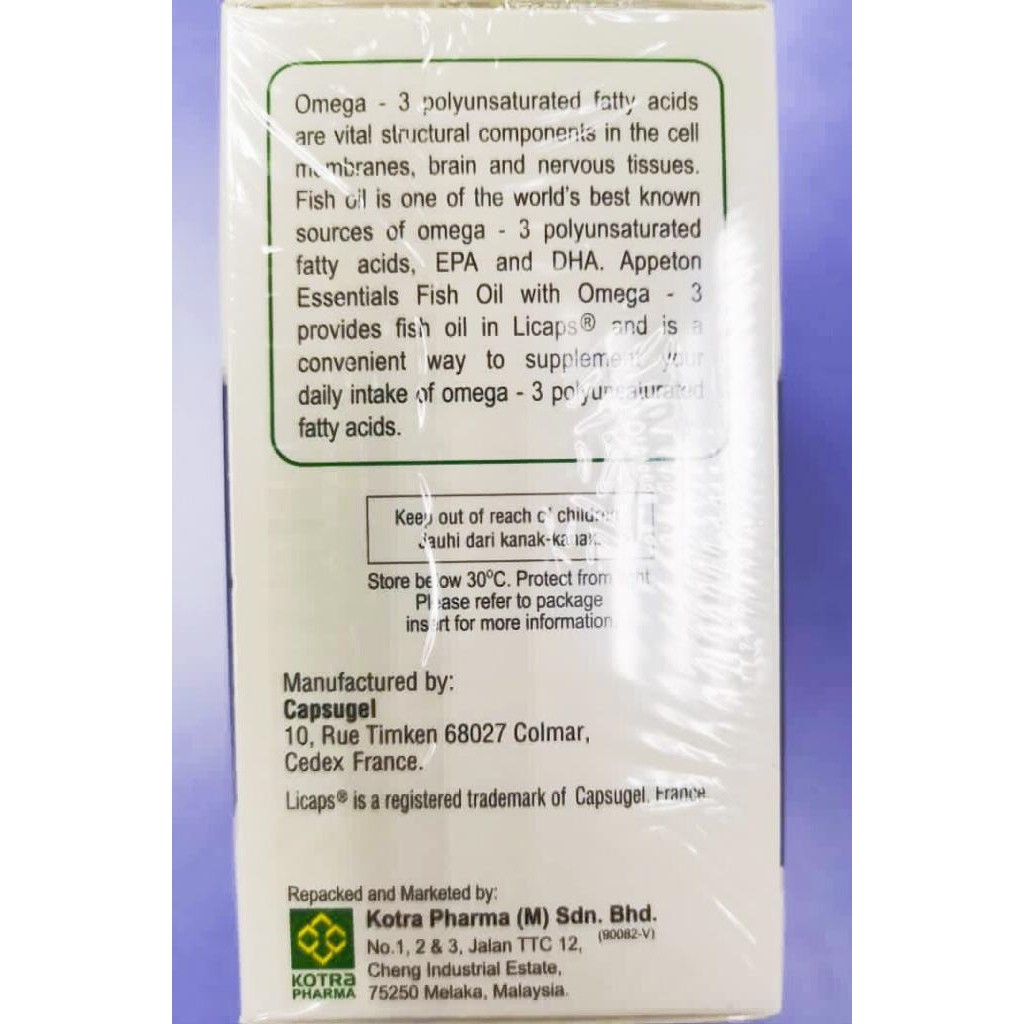 Omega - 3 polyunsaturated fatty acids
are vital structural components in the cell
membranes, brain and nervous tissues.
Fish oil is one of the world's best known
sources of omega - 3 polyunsaturated
fatty acids, EPA and DHA. Appeton
Essentials Fish Oil with Omega - 3
provides fish oil in Licaps® and is a
convenient way to supplement your
daily intake of omega - 3 polyunsaturated
fatty acids.
Keep out of reach of children
Jauhi dari kanak-kanak.
Store below 30°C. Protect from light
Please refer to package
insert for more information.
Manufactured by:
Capsugel
10, Rue Timken 68027 Colmar,
Cedex France.
Licaps® is a registered trademark of Capsugel, France.
Repacked and Marketed by:
Kotra Pharma (M) Sdn. Bhd.
(90082-V)
No.1, 2 & 3, Jalan TTC 12,
Cheng Industrial Estate,
75250 Melaka, Malaysia.
KOTRa
PHARMA